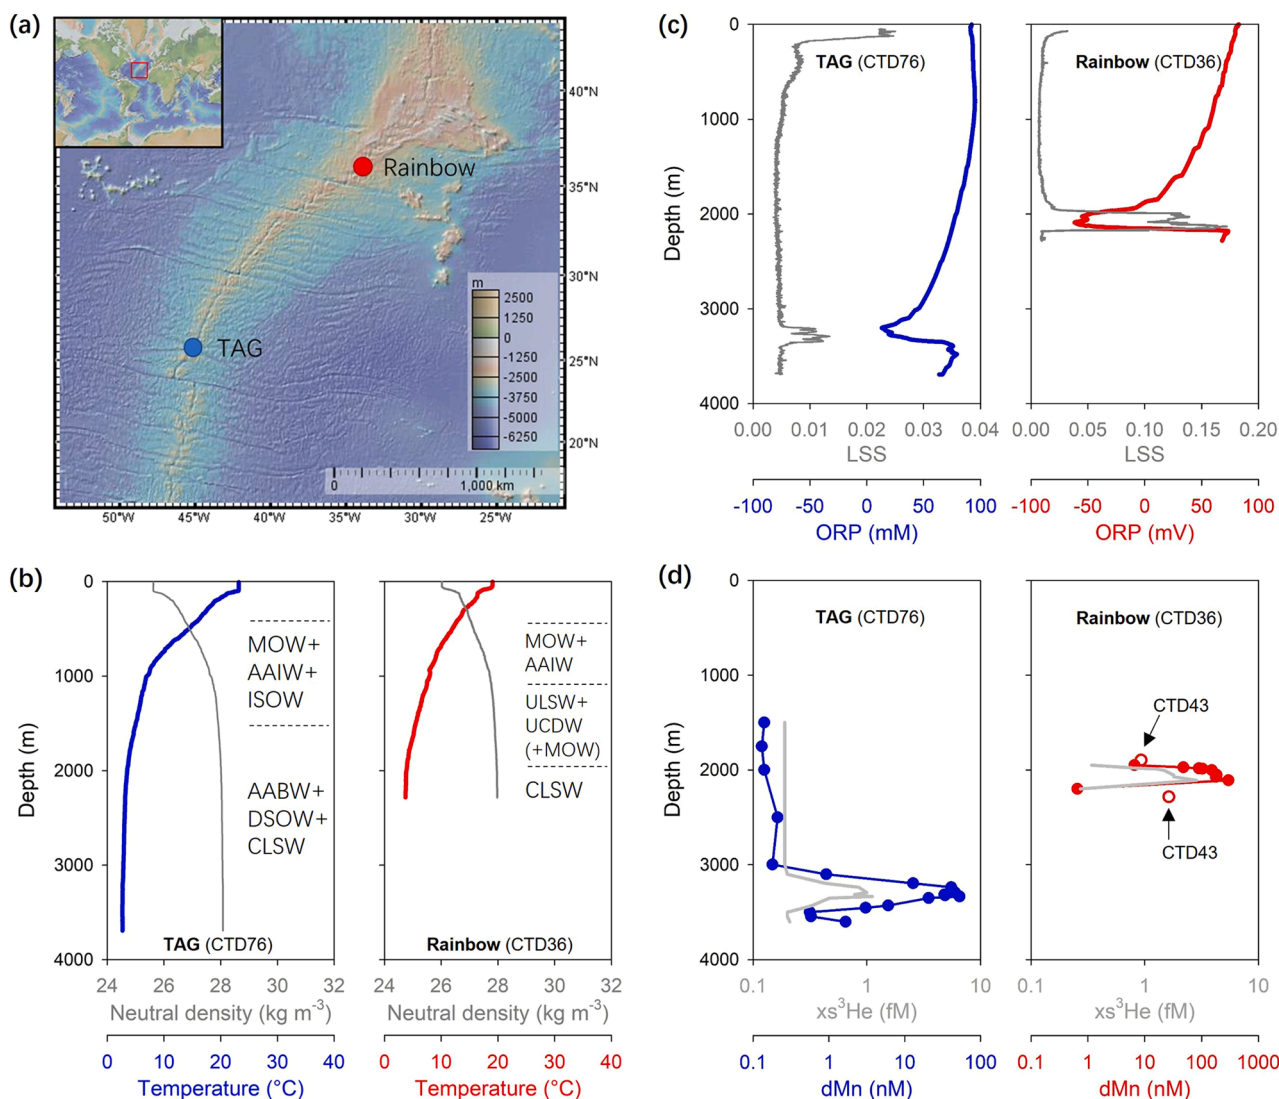 (a)
Rainbow
TAG
m
2500
1250
0
-1250
-2500
-3750
-5000
-6250
0 1,000 km
40°N
35°N
30°N
25°N
20°N
50°W 45°W 40°W 35°W 30°W 25°W
(b)
Depth (m)
0
1000
2000
3000
4000
MOW+
AAIW+
ISOW
AABW+
DSOW+
CLSW
TAG (CTD76)
24 26 28 30 32
Neutral density (kg m-3)
0 10 20 30 40
Temperature (°C)
MOW+
AAIW
ULSW+
UCDW
(+MOW)
CLSW
Rainbow (CTD36)
24 26 28 30 32
Neutral density (kg m-3)
0 10 20 30 40
Temperature (°C)
(c)
Depth (m)
0
1000
2000
3000
4000
TAG (CTD76)
0.00 0.01 0.02 0.03 0.04
LSS
-100 -50 0 50 100
ORP (mM)
Rainbow (CTD36)
0.00 0.05 0.10 0.15 0.20
LSS
-100 -50 0 50 100
ORP (mV)
(d)
Depth (m)
0
1000
2000
3000
4000
TAG (CTD76)
0.1 1 10
xs3He (fM)
0.1 1 10 100
dMn (nM)
Rainbow (CTD36)
CTD43
CTD43
0.1 1 10
xs3He (fM)
0.1 1 10 100 1000
dMn (nM)